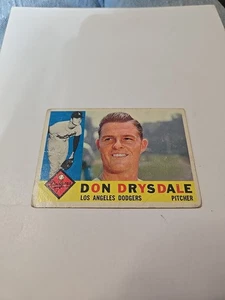 DON DRYSDALE
LOS ANGELES DODGERS PITCHER